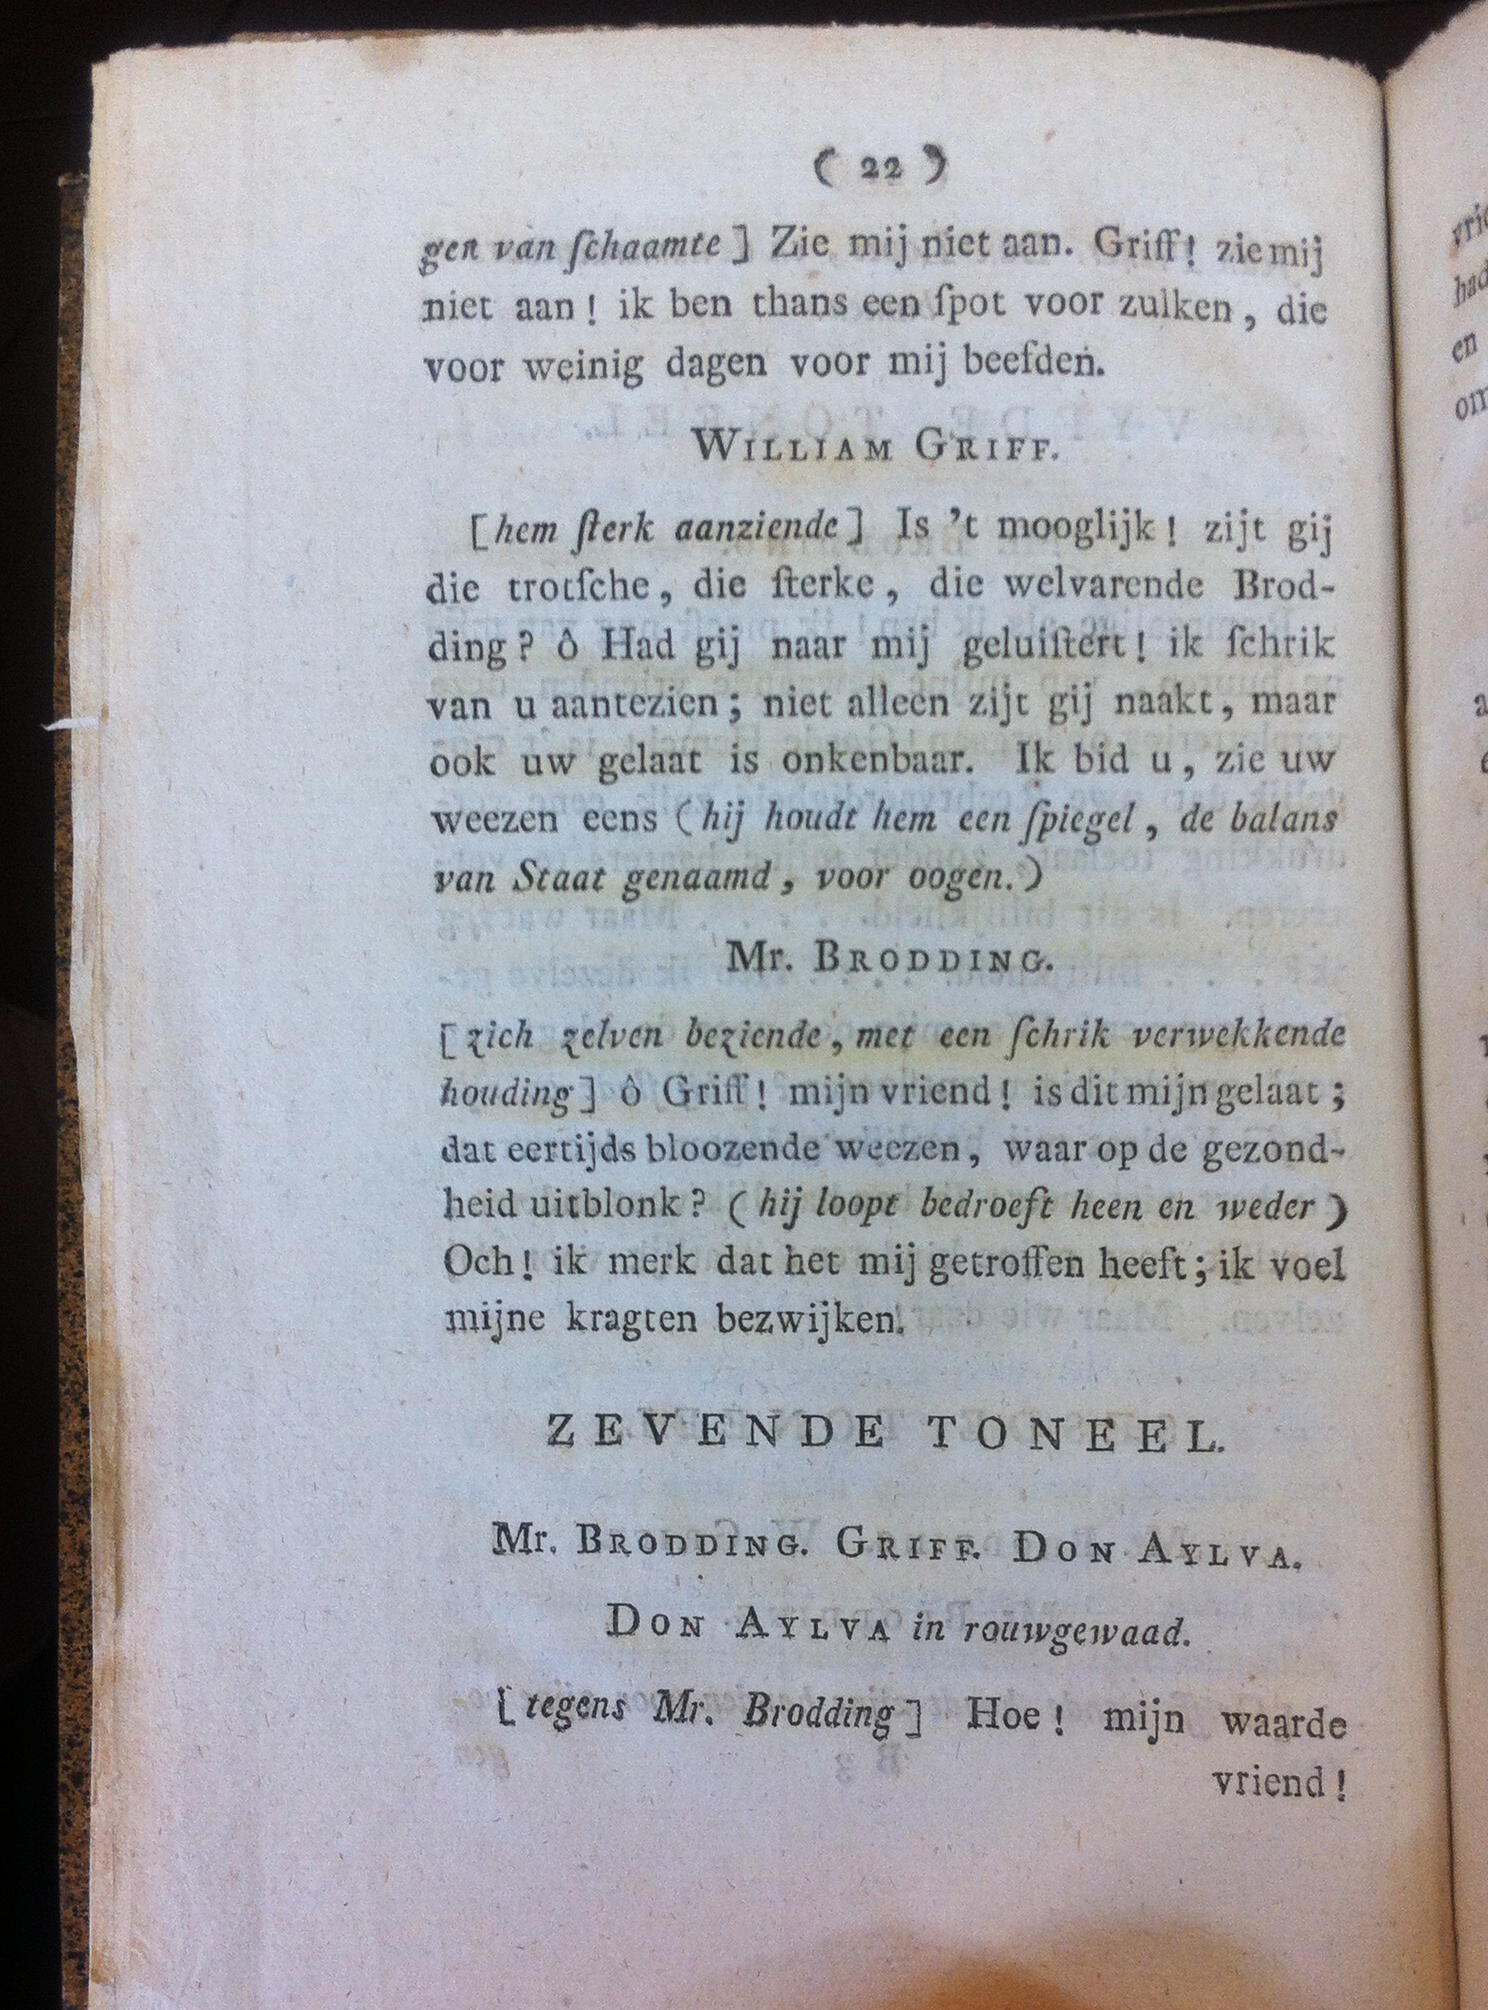 ( 22 )
gen van ſchaamte ] Zie mij niet aan. Griff! zie mij
niet aan! ik ben thans een ſpot voor zulken, die
voor weinig dagen voor mij beefden.
WILLIAM GRIFF.
[hem ſterk aanziende] Is 't mooglijk! zijt gij
die trotſche, die ſterke, die welvarende Brod-
ding? ô Had gij naar mij geluiſtert! ik ſchrik
van u aantezien; niet alleen zijt gij naakt, maar
ook uw gelaat is onkenbaar. Ik bid u, zie uw
weezen eens (hij houdt hem een ſpiegel, de balans
van Staat genaamd, voor oogen.)
Mr. BRODDING.
[zich zelven beziende, met een ſchrik verwekkende
houding] ô Griff! mijn vriend! is dit mijn gelaat;
dat eertijds bloozende weezen, waar op de gezond-
heid uitblonk? (hij loopt bedroeft heen en weder)
Och! ik merk dat het mij getroffen heeft; ik voel
mijne kragten bezwijken.
ZEVENDE TONEEL.
Mr. BRODDING. GRIFF. DON AYLVA.
DON AYLVA in rouwgewaad.
[tegens Mr. Brodding] Hoe! mijn waarde
vriend!